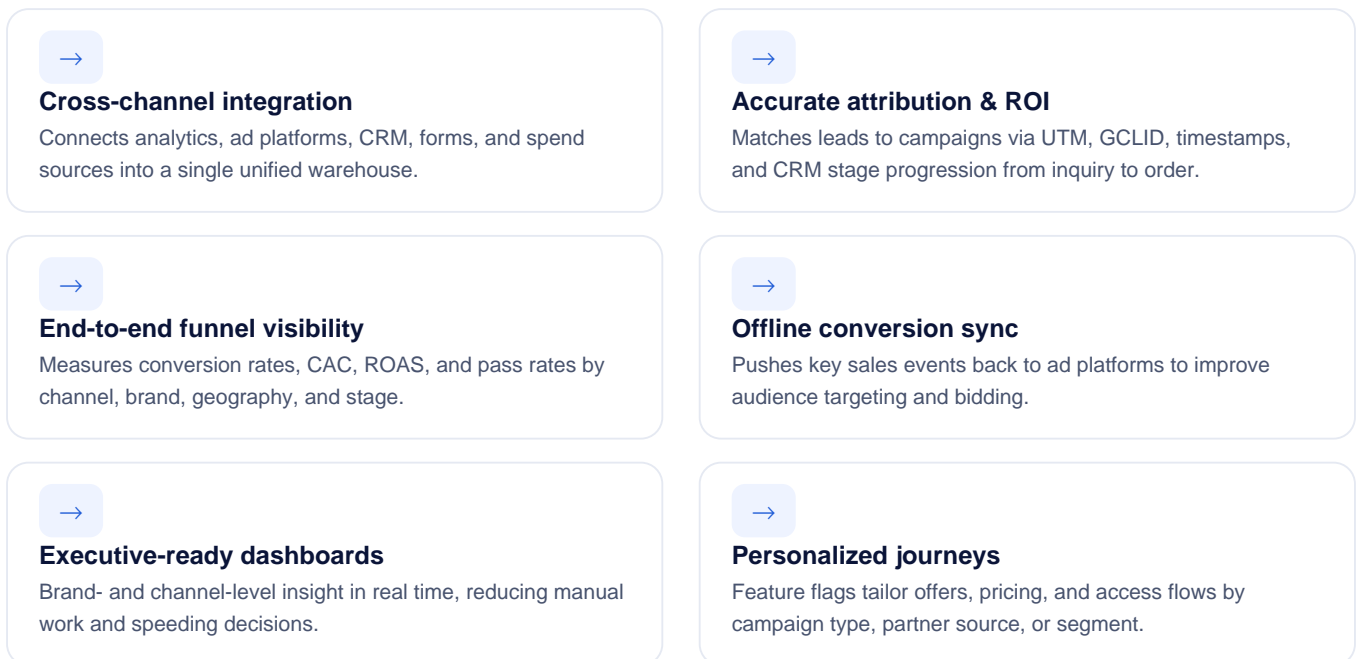 →
Cross-channel integration
Connects analytics, ad platforms, CRM, forms, and spend
sources into a single unified warehouse.
→
Accurate attribution & ROI
Matches leads to campaigns via UTM, GCLID, timestamps,
and CRM stage progression from inquiry to order.
→
End-to-end funnel visibility
Measures conversion rates, CAC, ROAS, and pass rates by
channel, brand, geography, and stage.
→
Offline conversion sync
Pushes key sales events back to ad platforms to improve
audience targeting and bidding.
→
Executive-ready dashboards
Brand- and channel-level insight in real time, reducing manual
work and speeding decisions.
→
Personalized journeys
Feature flags tailor offers, pricing, and access flows by
campaign type, partner source, or segment.